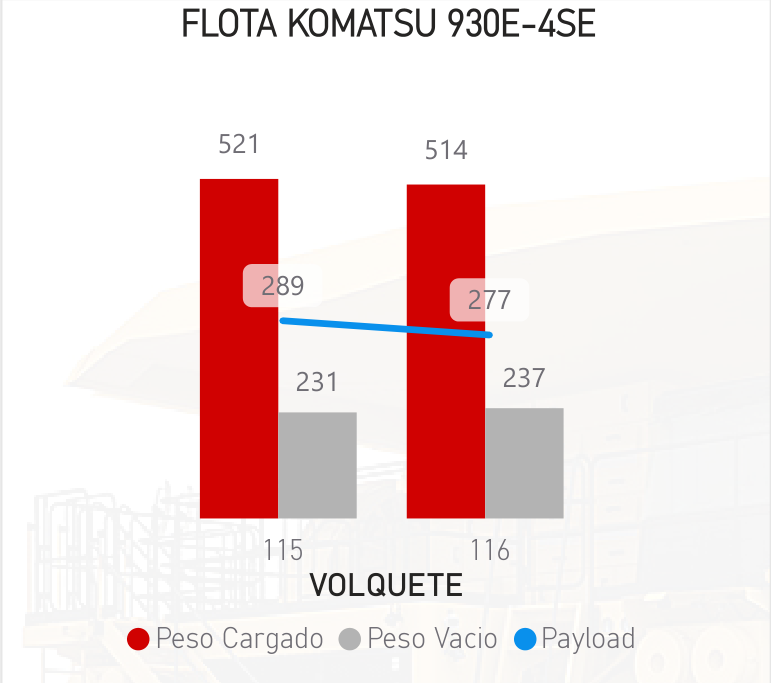 FLOTA KOMATSU 930E-4SE
521
514
289
277
231
237
115
116
VOLQUETE
Peso Cargado Peso Vacio Payload